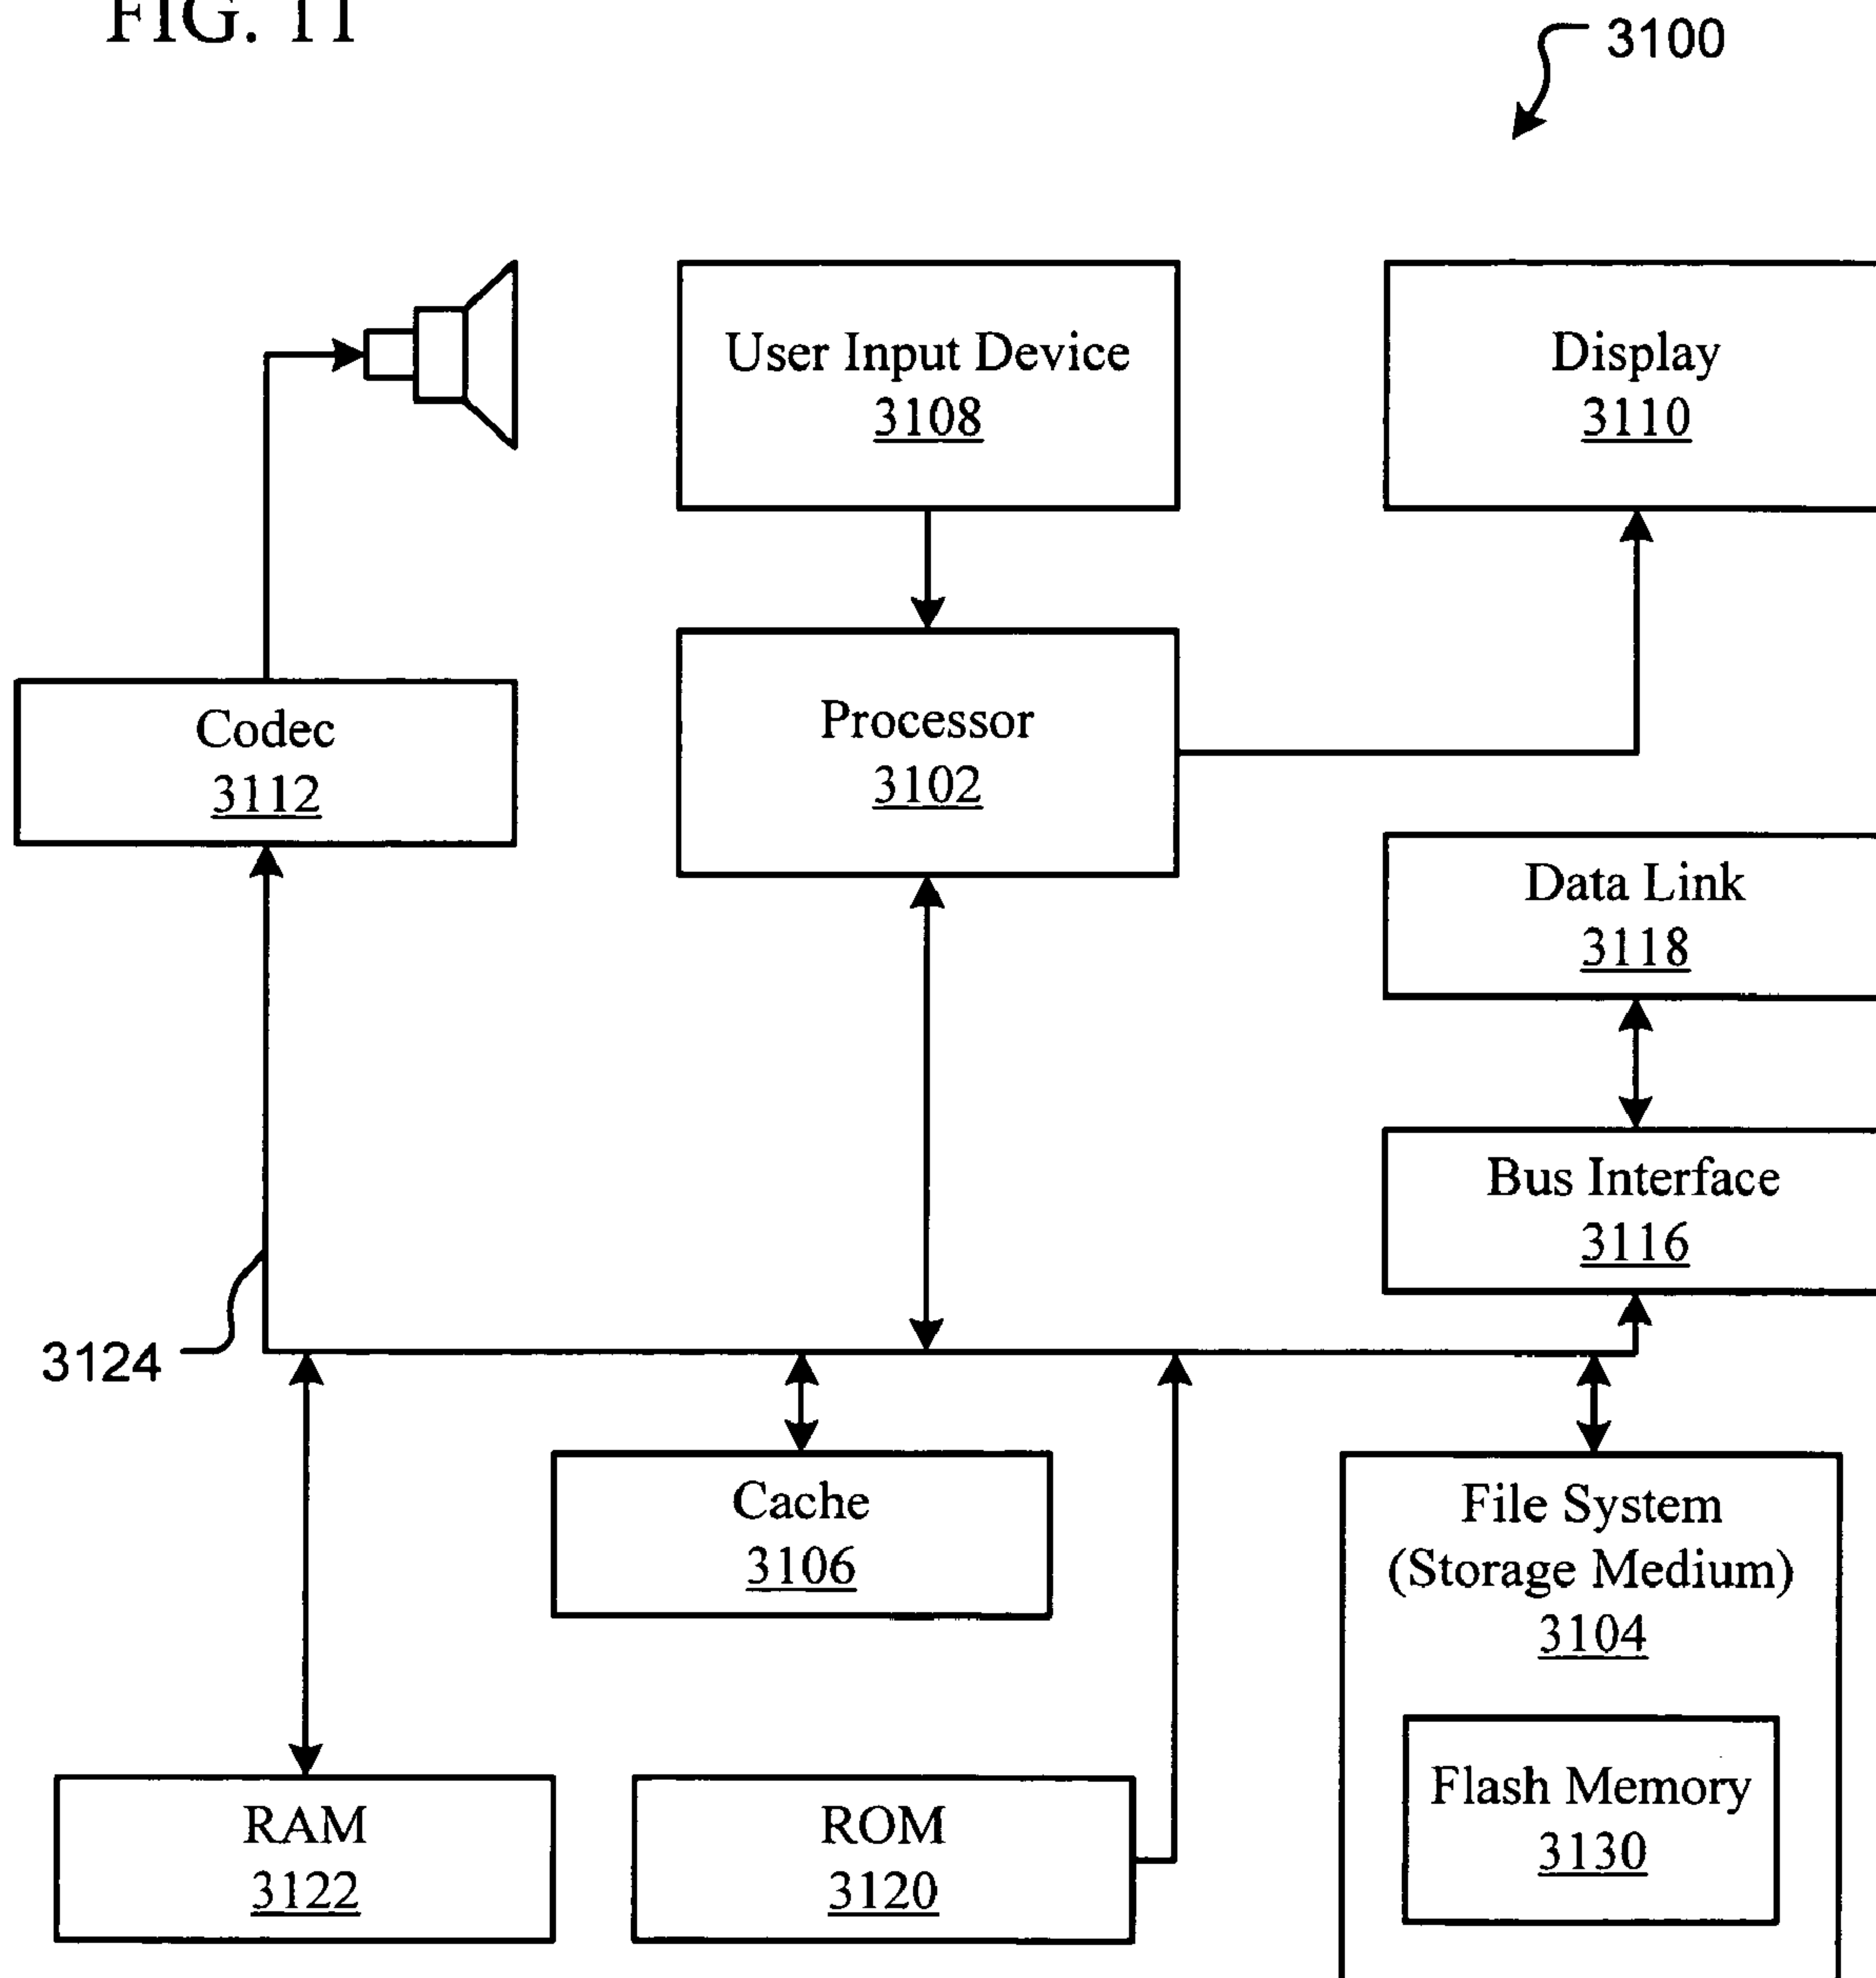 FIG. 11
3100
User Input Device
3108
Display
3110
Codec
3112
Processor
3102
Data Link
3118
Bus Interface
3116
3124
Cache
3106
File System
(Storage Medium)
3104
Flash Memory
3130
RAM
3122
ROM
3120